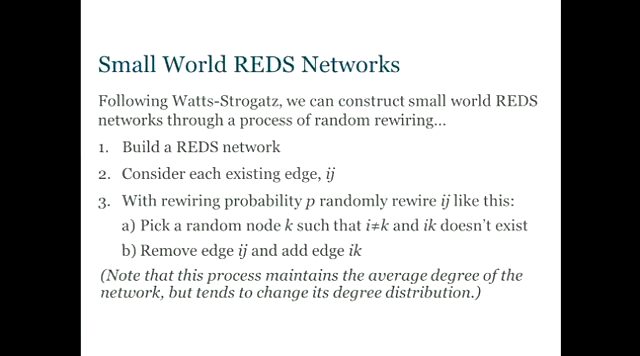 Small World REDS Networks
Following Watts-Strogatz, we can construct small world REDS
networks through a process of random rewiring...
1. Build a REDS network
2. Consider each existing edge, ij
3. With rewiring probability p randomly rewire ij like this:
a) Pick a random node k such that i≠k and ik doesn't exist
b) Remove edge ij and add edge ik
(Note that this process maintains the average degree of the
network, but tends to change its degree distribution.)